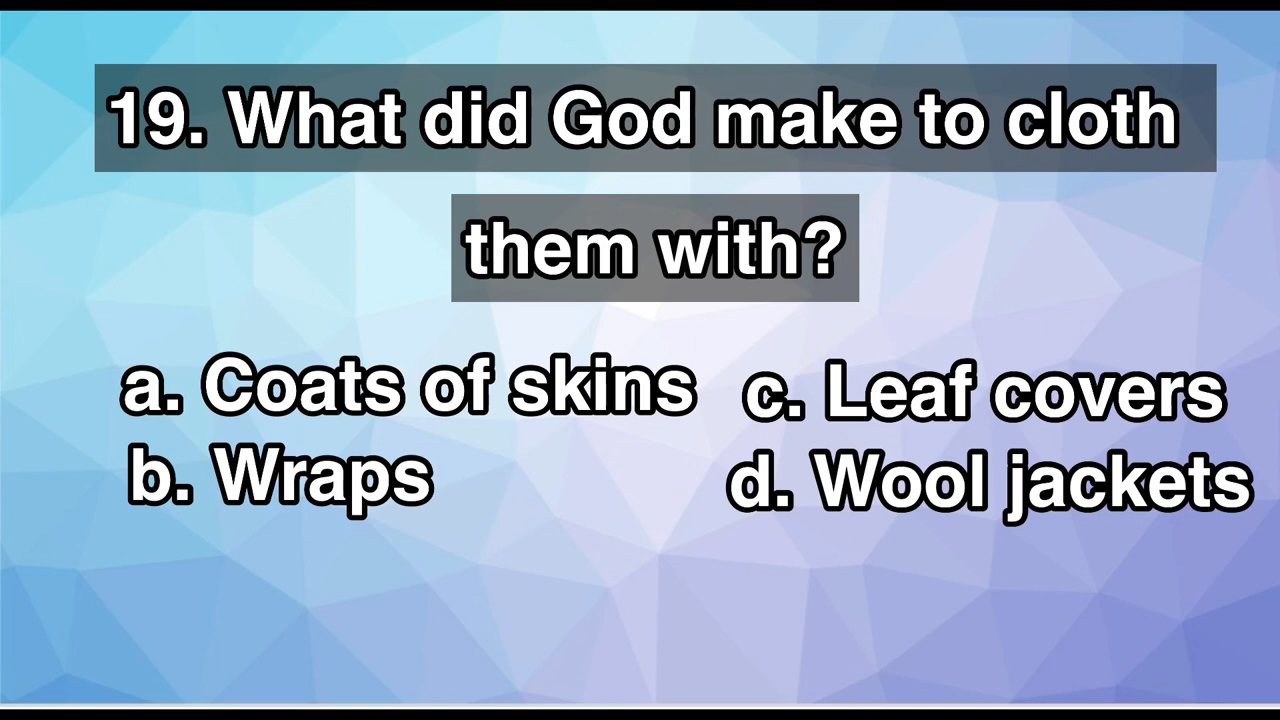 19. What did God make to cloth
them with?
a. Coats of skins
b. Wraps
c. Leaf covers
d. Wool jackets